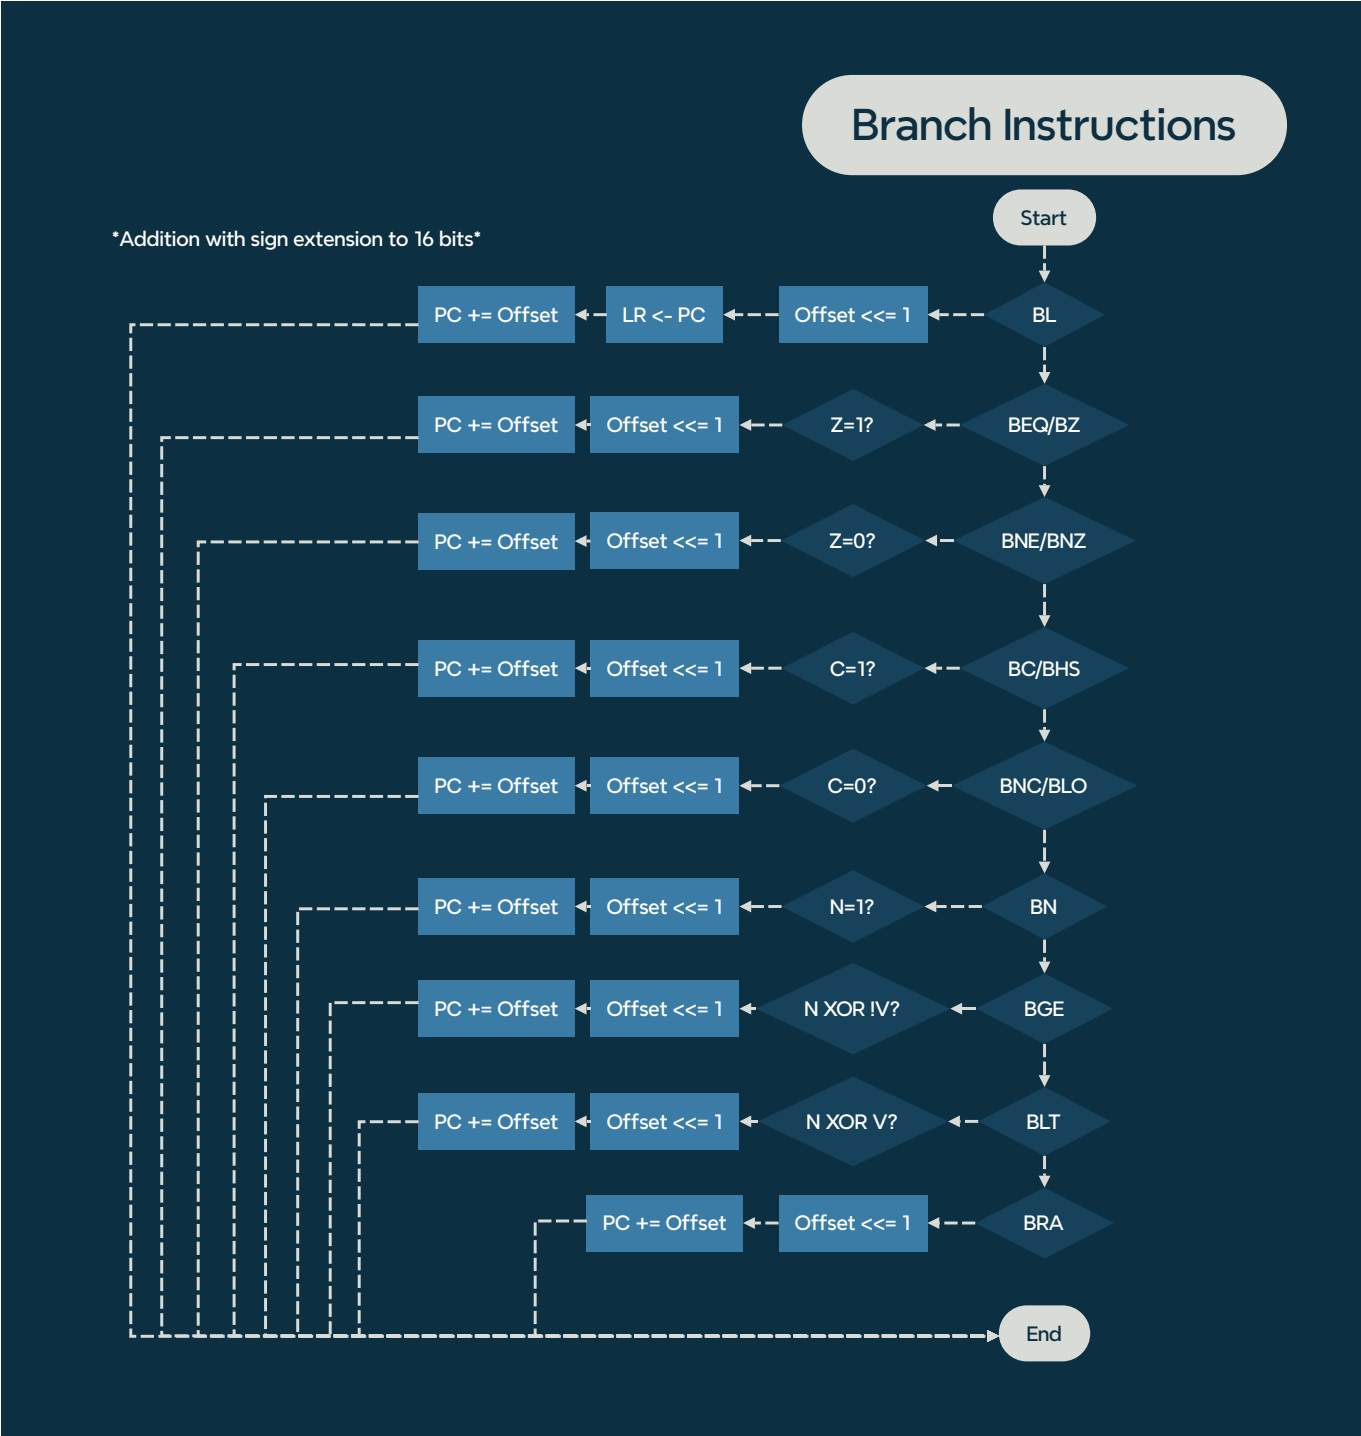 Branch Instructions
Start
*Addition with sign extension to 16 bits*
PC += Offset
LR <- PC
Offset <<= 1
BL
PC += Offset
Offset <<= 1
Z=1?
BEQ/BZ
PC += Offset
Offset <<= 1
Z=0?
BNE/BNZ
PC += Offset
Offset <<= 1
C=1?
BC/BHS
PC += Offset
Offset <<= 1
C=0?
BNC/BLO
PC += Offset
Offset <<= 1
N=1?
BN
PC += Offset
Offset <<= 1
N XOR !V?
BGE
PC += Offset
Offset <<= 1
N XOR V?
BLT
PC += Offset
Offset <<= 1
BRA
End